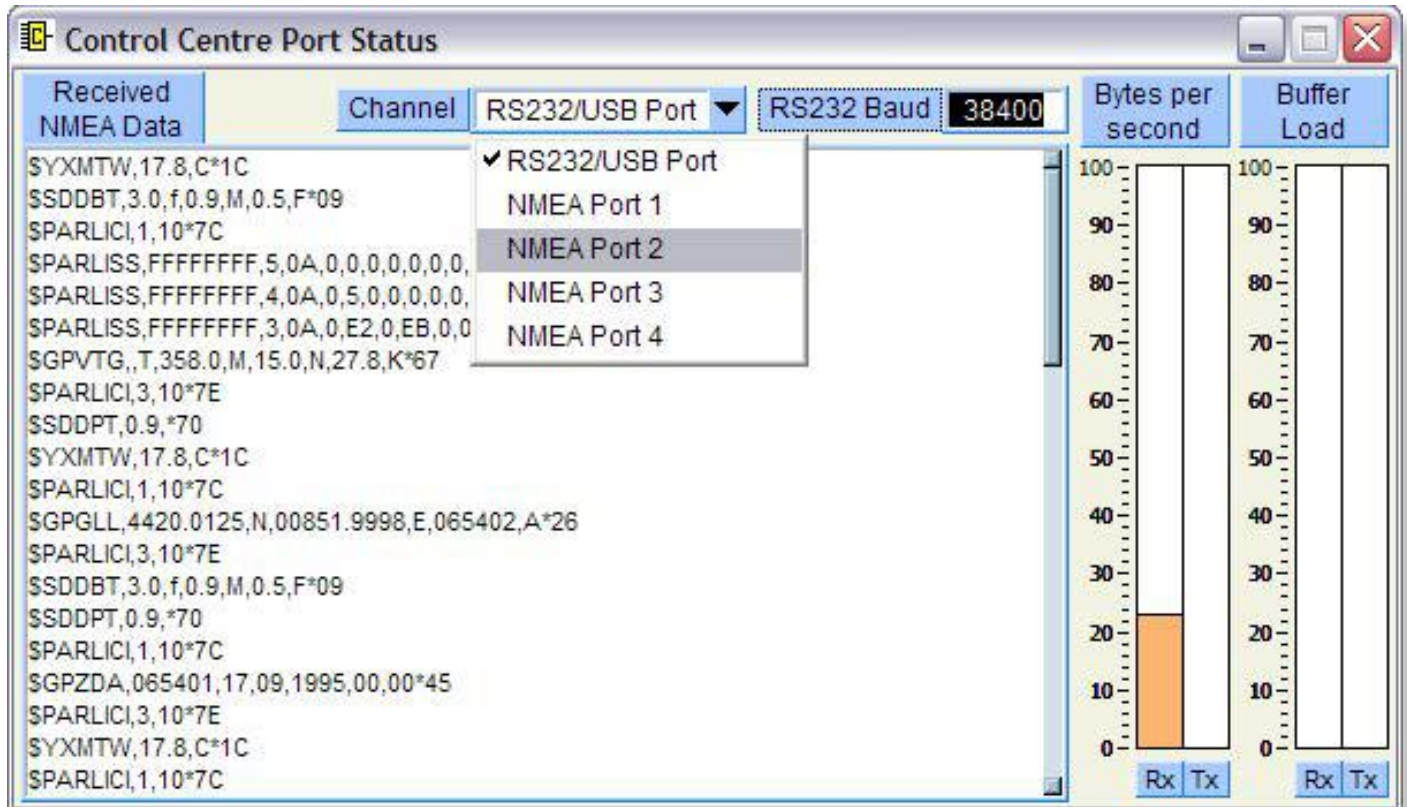 Control Centre Port Status
Received
NMEA Data
Channel
RS232/USB Port
RS232 Baud
38400
RS232/USB Port
NMEA Port 1
NMEA Port 2
NMEA Port 3
NMEA Port 4
$YXMTW,17.8,C*1C
$SDDBT,3.0,f,0.9,M,0.5,F*09
$PARLICI,1,10*7C
$PARLISS,FFFFFFFF,5,0A,0,0,0,0,0,0,0,
$PARLISS,FFFFFFFF,4,0A,0,5,0,0,0,0,0,
$PARLISS,FFFFFFFF,3,0A,0,E2,0,EB,0,0
$GPVTG,,T,358.0,M,15.0,N,27.8,K*67
$PARLICI,3,10*7E
$SDDPT,0.9,*70
$YXMTW,17.8,C*1C
$PARLICI,1,10*7C
$GPGLL,4420.0125,N,00851.9998,E,065402,A*26
$PARLICI,3,10*7E
$SDDBT,3.0,f,0.9,M,0.5,F*09
$SDDPT,0.9,*70
$PARLICI,1,10*7C
$GPZDA,065401,17,09,1995,00,00*45
$PARLICI,3,10*7E
$YXMTW,17.8,C*1C
$PARLICI,1,10*7C
Bytes per
second
100
90
80
70
60
50
40
30
20
10
0
Rx Tx
Buffer
Load
100
90
80
70
60
50
40
30
20
10
0
Rx Tx